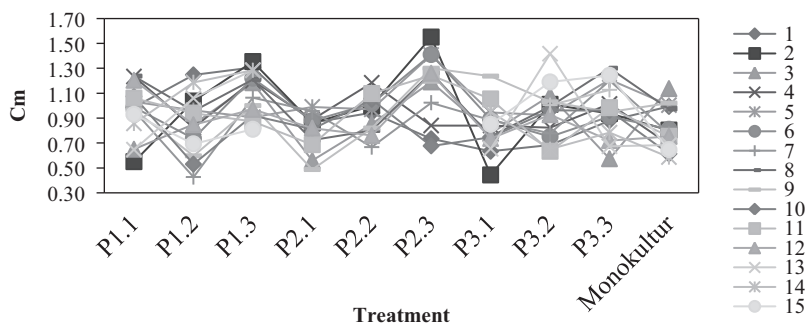 1.70
1.50
1.30
1.10
0.90
0.70
0.50
0.30
Cm
P1.1
P1.2
P1.3
P2.1
P2.2
P2.3
P3.1
P3.2
P3.3
Monokultur
Treatment
1
2
3
4
5
6
7
8
9
10
11
12
13
14
15